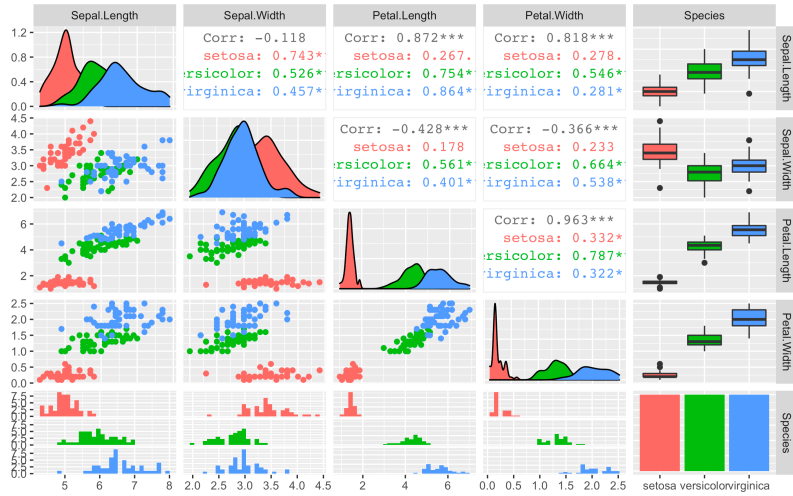 Sepal.Length Sepal.Width Petal.Length Petal.Width Species
1.2
0.8
0.4
0.0
Corr: -0.118
setosa: 0.743*
ersicolor: 0.526*
virginica: 0.457*
Corr: 0.872***
setosa: 0.267.
ersicolor: 0.754*
virginica: 0.864*
Corr: 0.818***
setosa: 0.278.
ersicolor: 0.546*
virginica: 0.281*
Sepal.Length
4.5
4.0
3.5
3.0
2.5
2.0
Corr: -0.428***
setosa: 0.178
ersicolor: 0.561*
virginica: 0.401*
Corr: -0.366***
setosa: 0.233
ersicolor: 0.664*
virginica: 0.538*
Sepal.Width
6
4
2
Corr: 0.963***
setosa: 0.332*
ersicolor: 0.787*
virginica: 0.322*
Petal.Length
2.5
2.0
1.5
1.0
0.5
0.0
Petal.Width
7.5
5.0
2.5
0.0
7.5
5.0
2.5
0.0
7.5
5.0
2.5
0.0
Species
5 6 7 8
2.0 2.5 3.0 3.5 4.0 4.5
2 4 6
0.0 0.5 1.0 1.5 2.0 2.5
setosa versicolor virginica